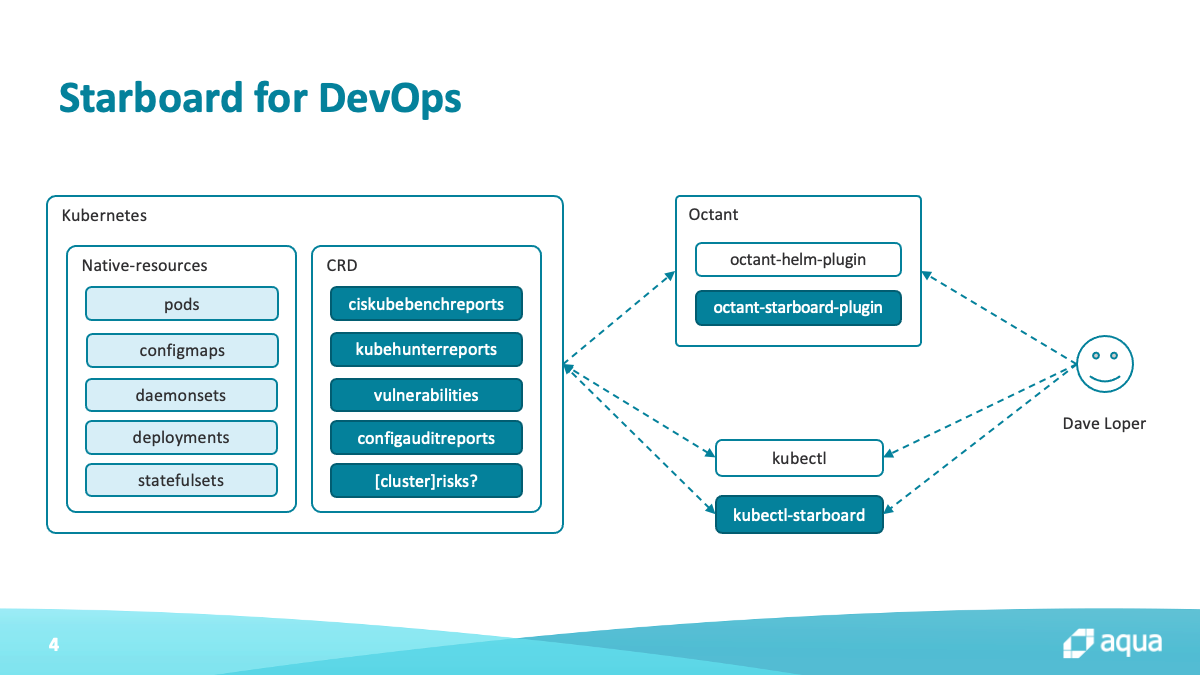 Starboard for DevOps
Kubernetes
Native-resources
pods
configmaps
daemonsets
deployments
statefulsets
CRD
ciskubebenchreports
kubehunterreports
vulnerabilities
configauditreports
[cluster]risks?
Octant
octant-helm-plugin
octant-starboard-plugin
kubectl
kubectl-starboard
Dave Loper
4
aqua